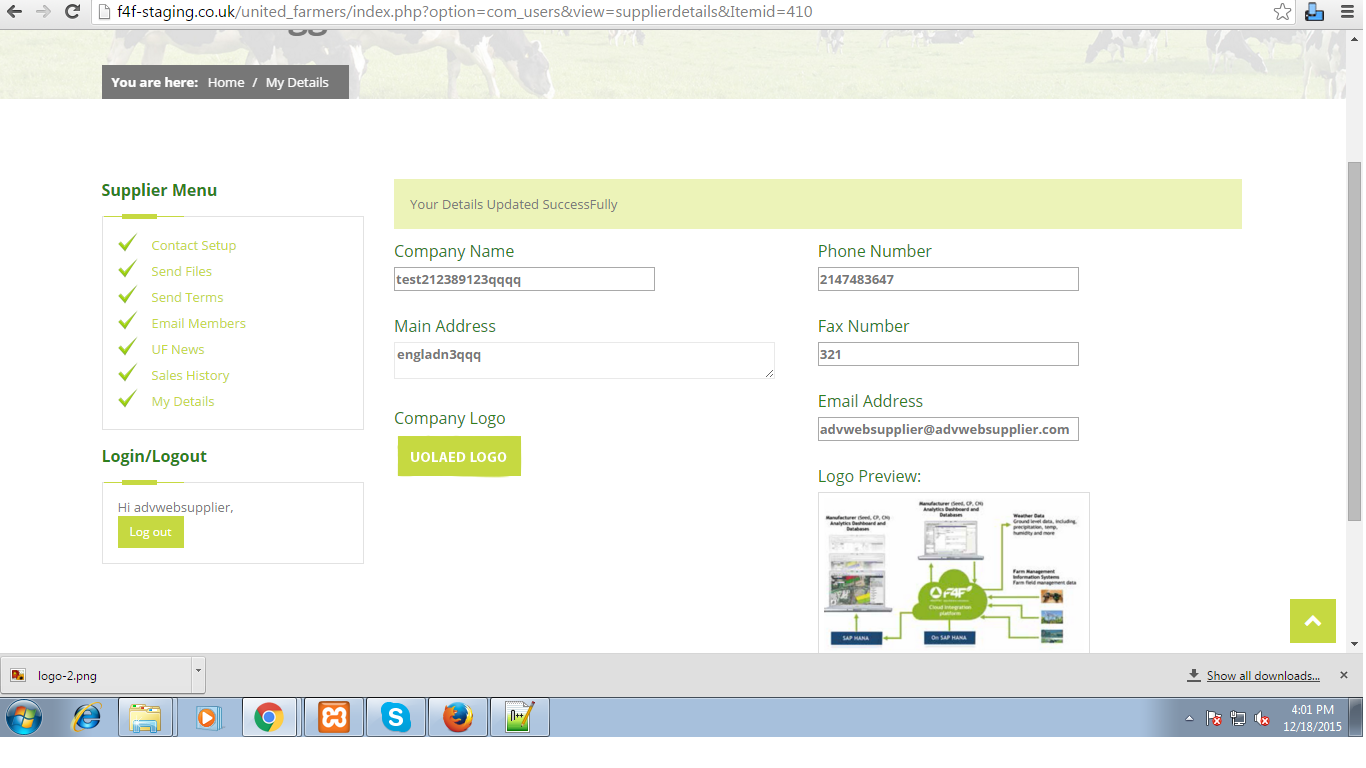 f4f-staging.co.uk/united_farmers/index.php?option=com_users&view=supplierdetails&Itemid=410
You are here: Home / My Details
Supplier Menu
Contact Setup
Send Files
Send Terms
Email Members
UF News
Sales History
My Details
Login/Logout
Hi advwebsupplier,
Log out
Your Details Updated SuccessFully
Company Name
test212389123qqqq
Main Address
engladn3qqq
Company Logo
UOLAED LOGO
Phone Number
2147483647
Fax Number
321
Email Address
advwebsupplier@advwebsupplier.com
Logo Preview:
Manufacturer (Seed, CP, CH)
Analytics Dashboard and
Databases
Manufacturer (Seed, CP, CH)
Analytics Dashboard and
Databases
Weather Data
Ground level data, including,
precipitation, temp,
humidity and more
Farm Management
Information Systems
Farm field management data
F4F
Cloud Integration
platform
SAP HANA
On SAP HANA
logo-2.png
Show all downloads...
4:01 PM
12/18/2015